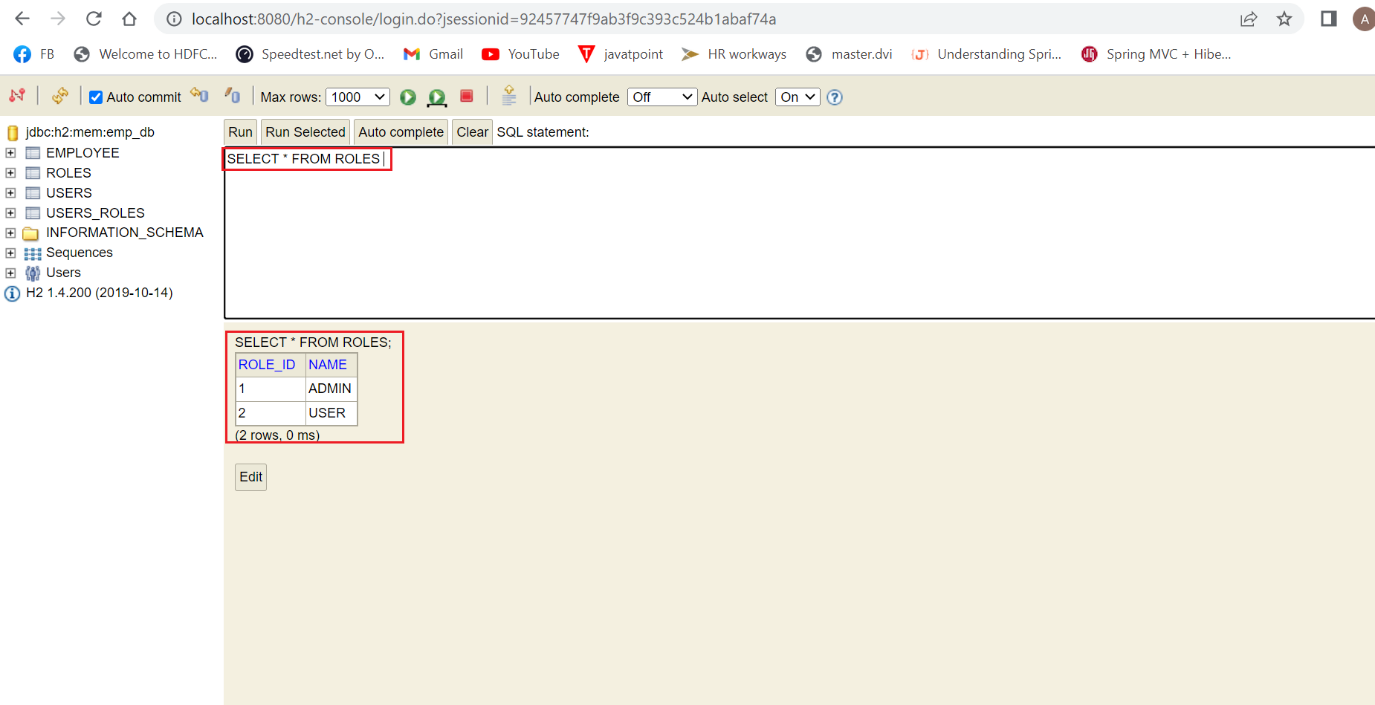 localhost:8080/h2-console/login.do?jsessionid=92457747f9ab3f9c393c524b1abaf74a A
FB Welcome to HDFC... Speedtest.net by O... Gmail YouTube javatpoint HR workways master.dvi Understanding Spri... Spring MVC + Hibe...
Auto commit Max rows: 1000 Auto complete Off Auto select On
jdbc:h2:mem:emp_db
EMPLOYEE
ROLES
USERS
USERS_ROLES
INFORMATION_SCHEMA
Sequences
Users
H2 1.4.200 (2019-10-14)
Run Run Selected Auto complete Clear SQL statement:
SELECT * FROM ROLES
SELECT * FROM ROLES;
ROLE_ID NAME
1 ADMIN
2 USER
(2 rows, 0 ms)
Edit